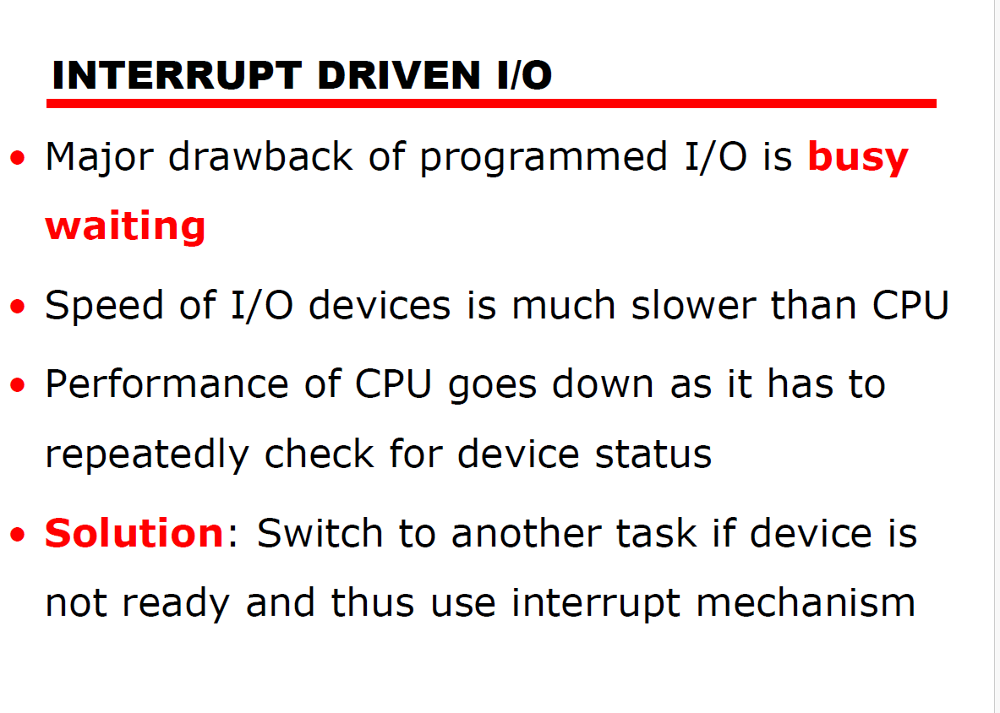 INTERRUPT DRIVEN I/O
• Major drawback of programmed I/O is busy
waiting
• Speed of I/O devices is much slower than CPU
• Performance of CPU goes down as it has to
repeatedly check for device status
• Solution: Switch to another task if device is
not ready and thus use interrupt mechanism